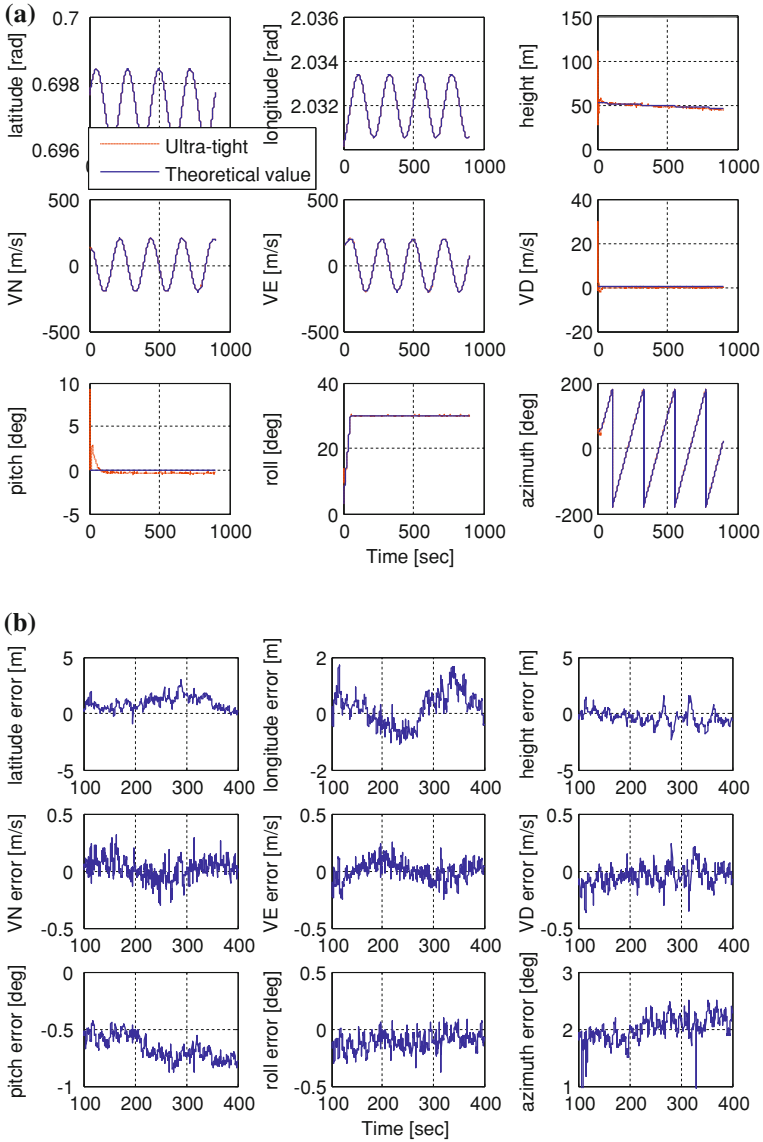 (a)
latitude [rad]
0.7
0.698
0.696
0
Ultra-tight
Theoretical value
longitude [rad]
2.036
2.033
2.030
0 500 1000
height [m]
150
100
50
0
0 500 1000
VN [m/s]
500
0
-500
0 500 1000
VE [m/s]
500
0
-500
0 500 1000
VD [m/s]
40
20
0
-20
0 500 1000
pitch [deg]
10
5
0
-5
0 500 1000
roll [deg]
40
20
0
0 500 1000
azimuth [deg]
200
0
-200
0 500 1000
Time [sec]
(b)
latitude error [m]
5
0
-5
100 200 300 400
longitude error [m]
2
0
-2
100 200 300 400
height error [m]
5
0
-5
100 200 300 400
VN error [m/s]
0.5
0
-0.5
100 200 300 400
VE error [m/s]
0.5
0
-0.5
100 200 300 400
VD error [m/s]
0.5
0
-0.5
100 200 300 400
pitch error [deg]
0
-0.5
-1
100 200 300 400
roll error [deg]
0.5
0
-0.5
100 200 300 400
azimuth error [deg]
3
2
1
100 200 300 400
Time [sec]